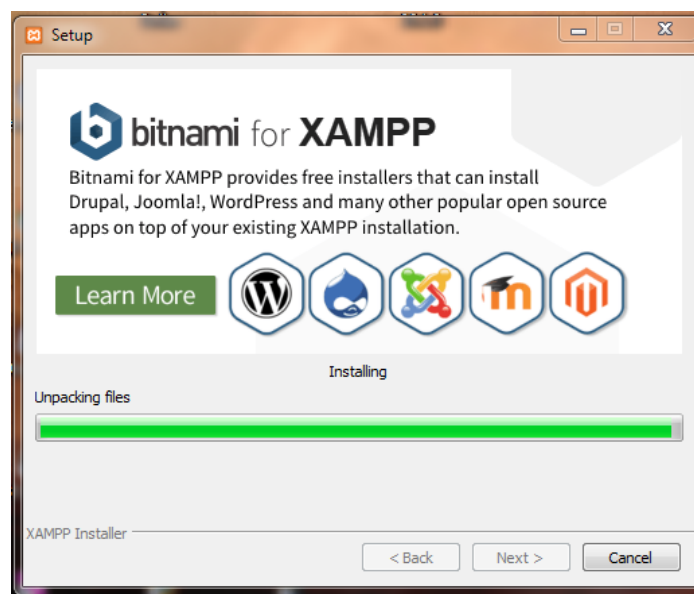 Setup
bitnami for XAMPP
Bitnami for XAMPP provides free installers that can install
Drupal, Joomla!, WordPress and many other popular open source
apps on top of your existing XAMPP installation.
Learn More
Installing
Unpacking files
XAMPP Installer
< Back Next > Cancel